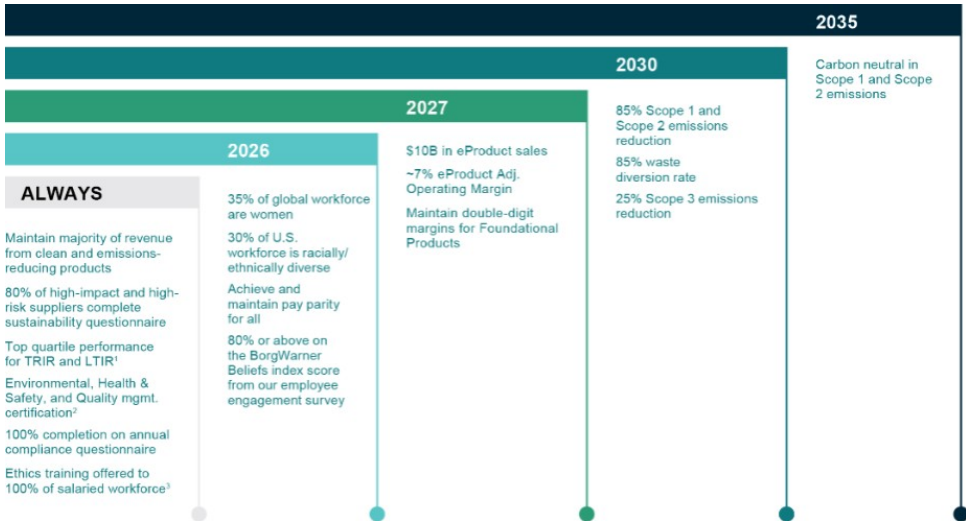 2035
Carbon neutral in
Scope 1 and Scope
2 emissions
2030
85% Scope 1 and
Scope 2 emissions
reduction
85% waste
diversion rate
25% Scope 3 emissions
reduction
2027
$10B in eProduct sales
~7% eProduct Adj.
Operating Margin
Maintain double-digit
margins for Foundational
Products
2026
35% of global workforce
are women
30% of U.S.
workforce is racially/
ethnically diverse
Achieve and
maintain pay parity
for all
80% or above on
the BorgWarner
Beliefs index score
from our employee
engagement survey
ALWAYS
Maintain majority of revenue
from clean and emissions-
reducing products
80% of high-impact and high-
risk suppliers complete
sustainability questionnaire
Top quartile performance
for TRIR and LTIR¹
Environmental, Health &
Safety, and Quality mgmt.
certification²
100% completion on annual
compliance questionnaire
Ethics training offered to
100% of salaried workforce³